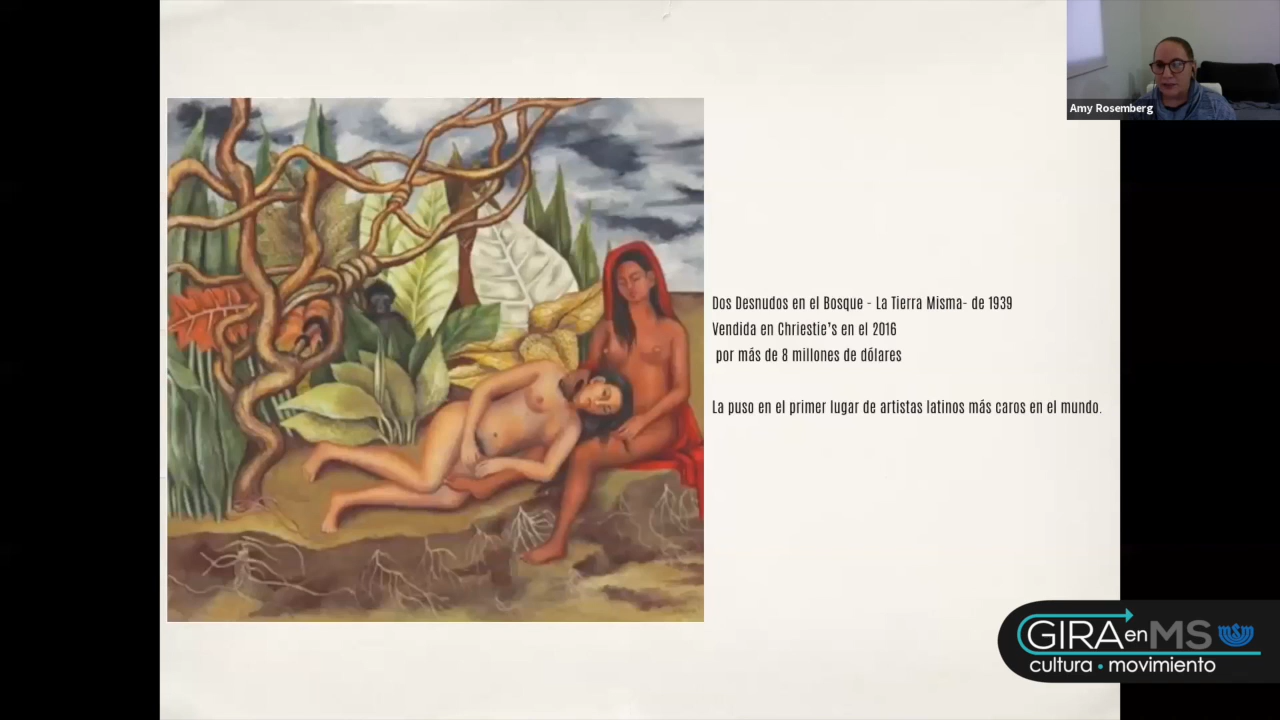 Amy Rosemberg
Dos Desnudos en el Bosque - La Tierra Misma- de 1939
Vendida en Chriestie's en el 2016
por más de 8 millones de dólares
La puso en el primer lugar de artistas latinos más caros en el mundo.
GIRA en MS
cultura • movimiento